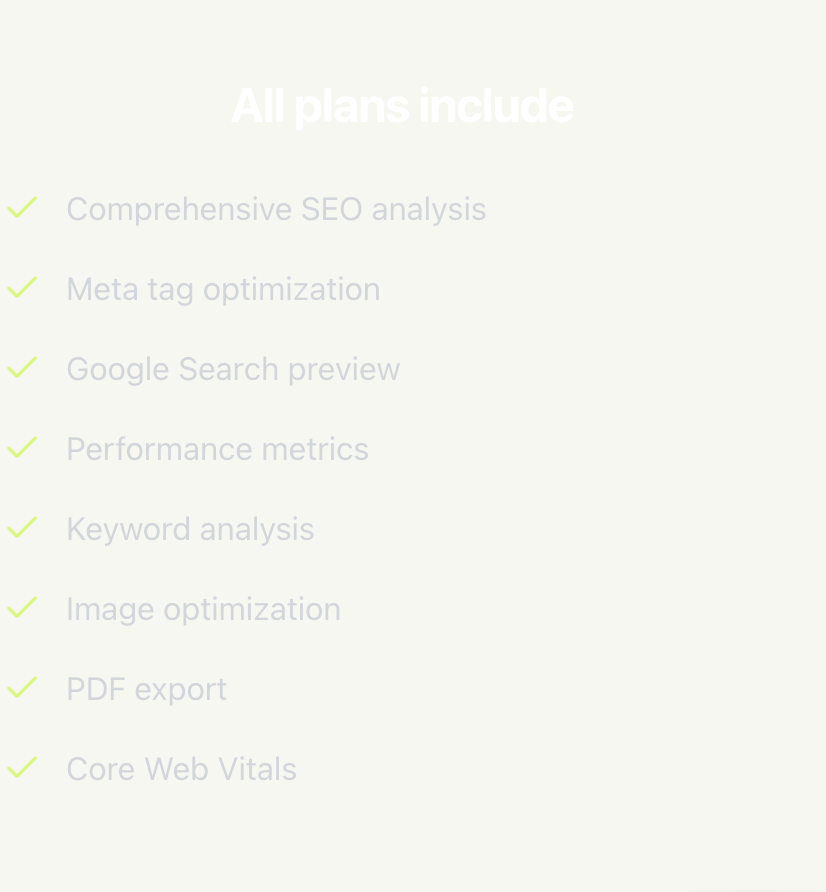 All plans include
Comprehensive SEO analysis
Meta tag optimization
Google Search preview
Performance metrics
Keyword analysis
Image optimization
PDF export
Core Web Vitals